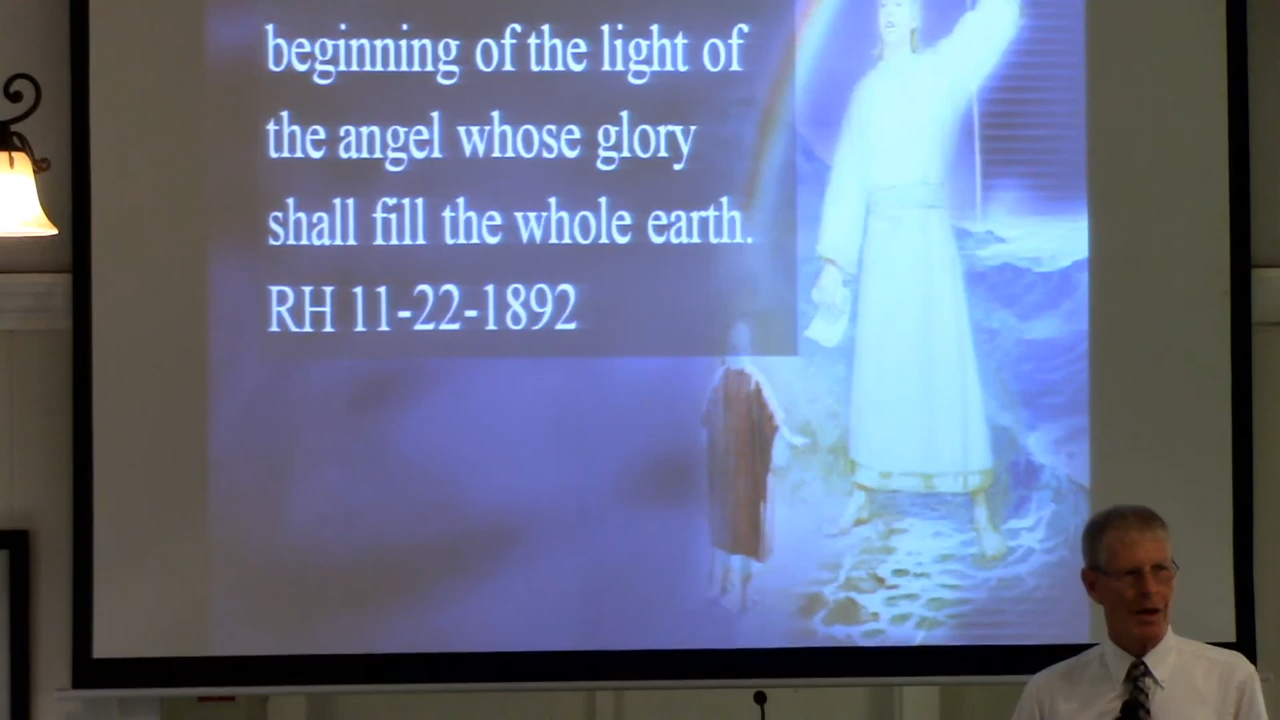 beginning of the light of
the angel whose glory
shall fill the whole earth.
RH 11-22-1892